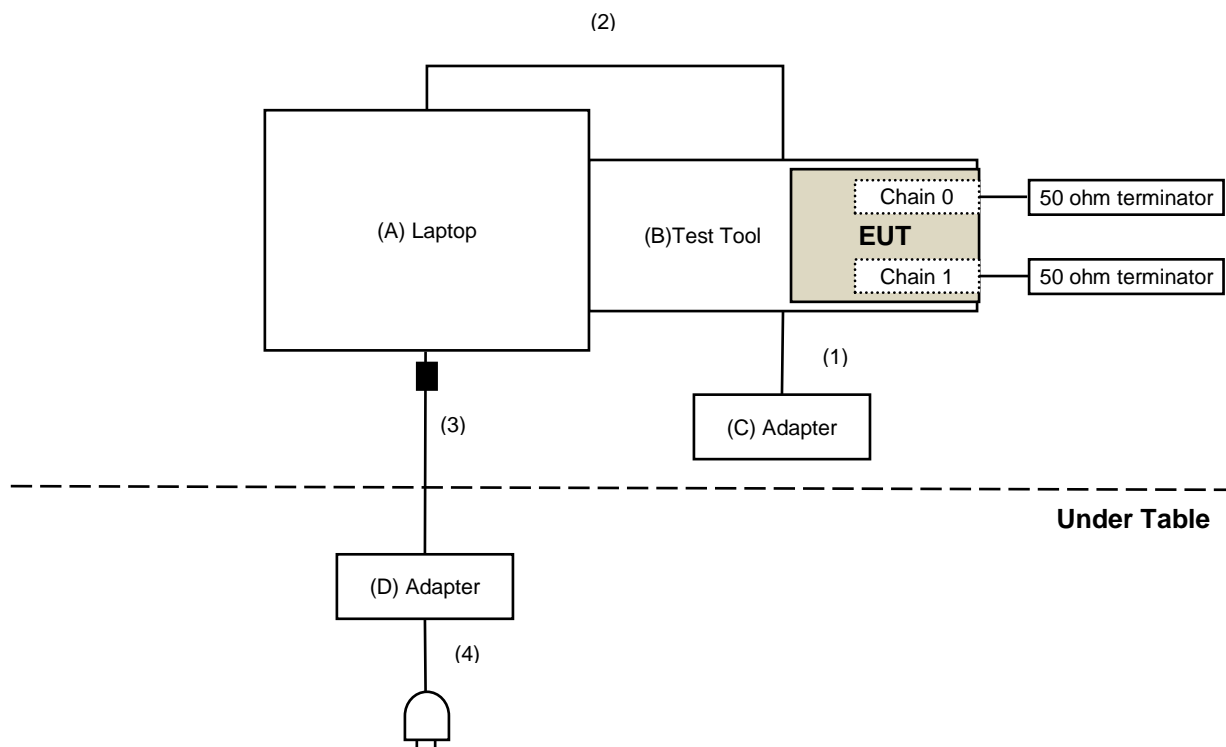 (2)
(A) Laptop
(B)Test Tool
Chain 0
EUT
Chain 1
50 ohm terminator
50 ohm terminator
(1)
(C) Adapter
(3)
Under Table
(D) Adapter
(4)